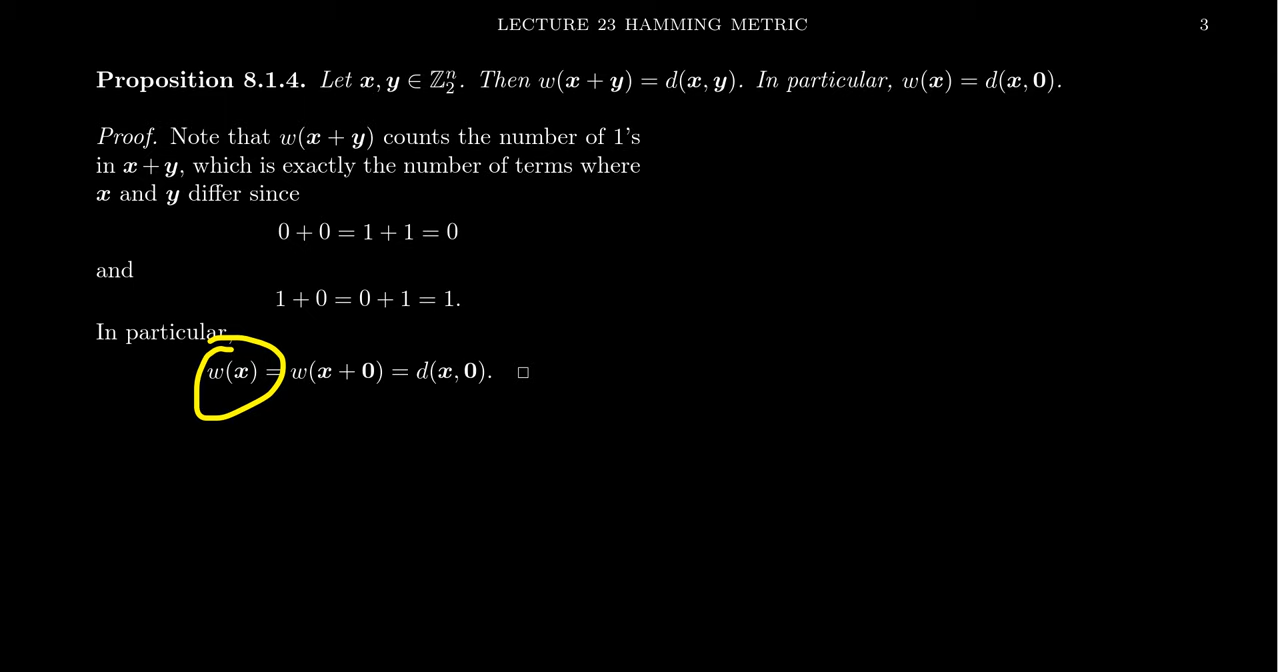 LECTURE 23 HAMMING METRIC 3
Proposition 8.1.4. Let x, y ∈ ℤ₂ⁿ. Then w(x + y) = d(x, y). In particular, w(x) = d(x, 0).
Proof. Note that w(x + y) counts the number of 1's
in x + y, which is exactly the number of terms where
x and y differ since
0 + 0 = 1 + 1 = 0
and
1 + 0 = 0 + 1 = 1.
In particular,
w(x) = w(x + 0) = d(x, 0). □